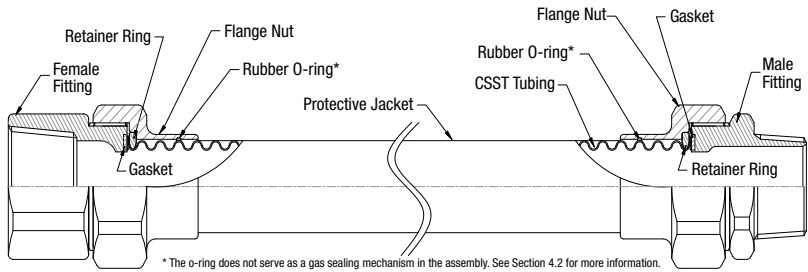 Retainer Ring
Flange Nut
Female
Fitting
Rubber O-ring*
Protective Jacket
Gasket
Flange Nut
Gasket
Rubber O-ring*
CSST Tubing
Male
Fitting
Retainer Ring
* The o-ring does not serve as a gas sealing mechanism in the assembly. See Section 4.2 for more information.